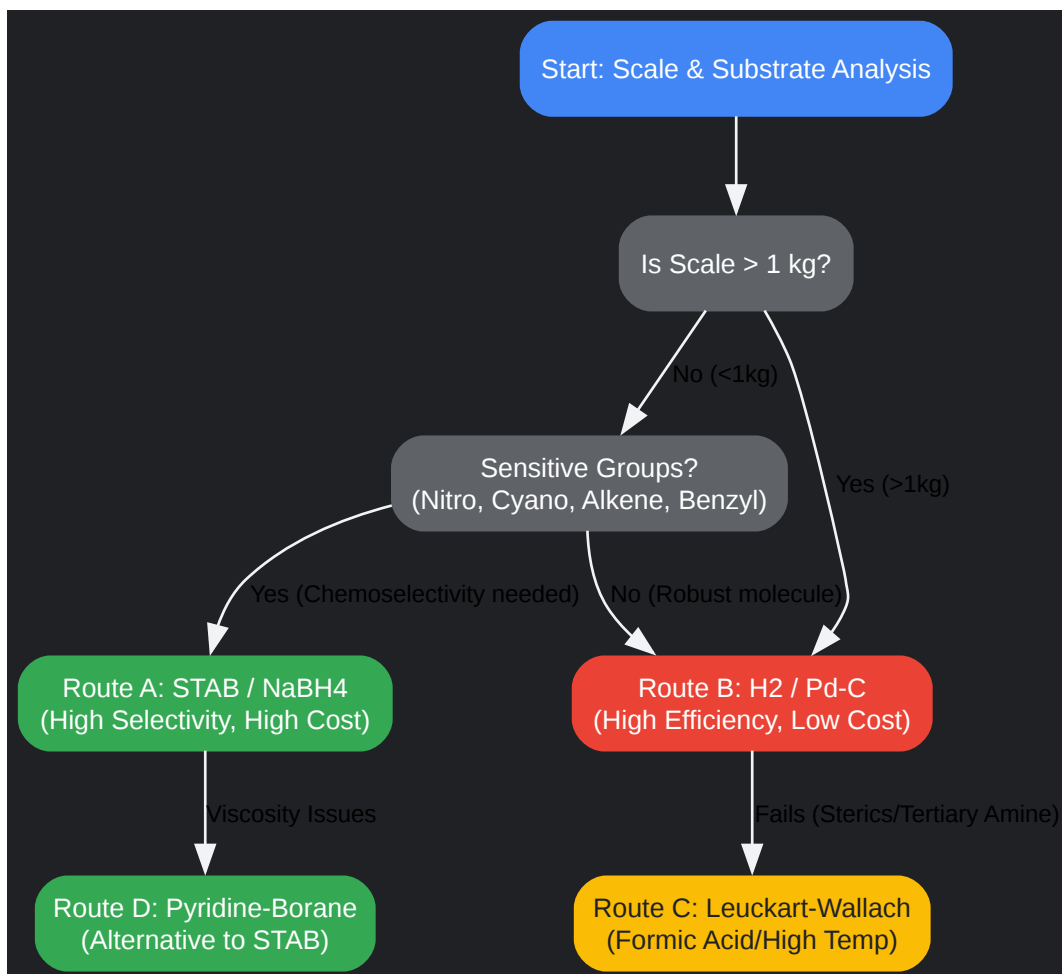 Start: Scale & Substrate Analysis
Is Scale > 1 kg?
No (<1kg)
Sensitive Groups?
(Nitro, Cyano, Alkene, Benzyl)
Yes (>1kg)
Yes (Chemoselectivity needed)
No (Robust molecule)
Route A: STAB / NaBH4
(High Selectivity, High Cost)
Route B: H2 / Pd-C
(High Efficiency, Low Cost)
Viscosity Issues
Fails (Sterics/Tertiary Amine)
Route D: Pyridine-Borane
(Alternative to STAB)
Route C: Leuckart-Wallach
(Formic Acid/High Temp)